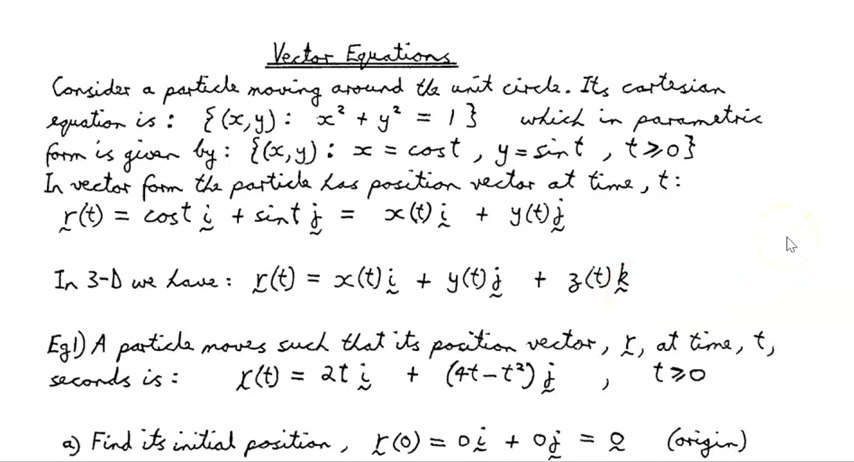 Vector Equations
Consider a particle moving around the unit circle. Its cartesian
equation is : {(x,y) : x² + y² = 1} which in parametric
form is given by : {(x,y) : x = cost , y = sint , t ⩾ 0}
In vector form the particle has position vector at time, t :
r̰(t) = cost ḭ + sint j̰ = x(t) ḭ + y(t) j̰
In 3-D we have : r̰(t) = x(t) ḭ + y(t) j̰ + z(t) k̰
Eg1) A particle moves such that its position vector, r̰, at time, t,
seconds is : r̰(t) = 2t ḭ + (4t - t²) j̰ , t ⩾ 0
a) Find its initial position, r̰(0) = 0ḭ + 0j̰ = 0̰ (origin)